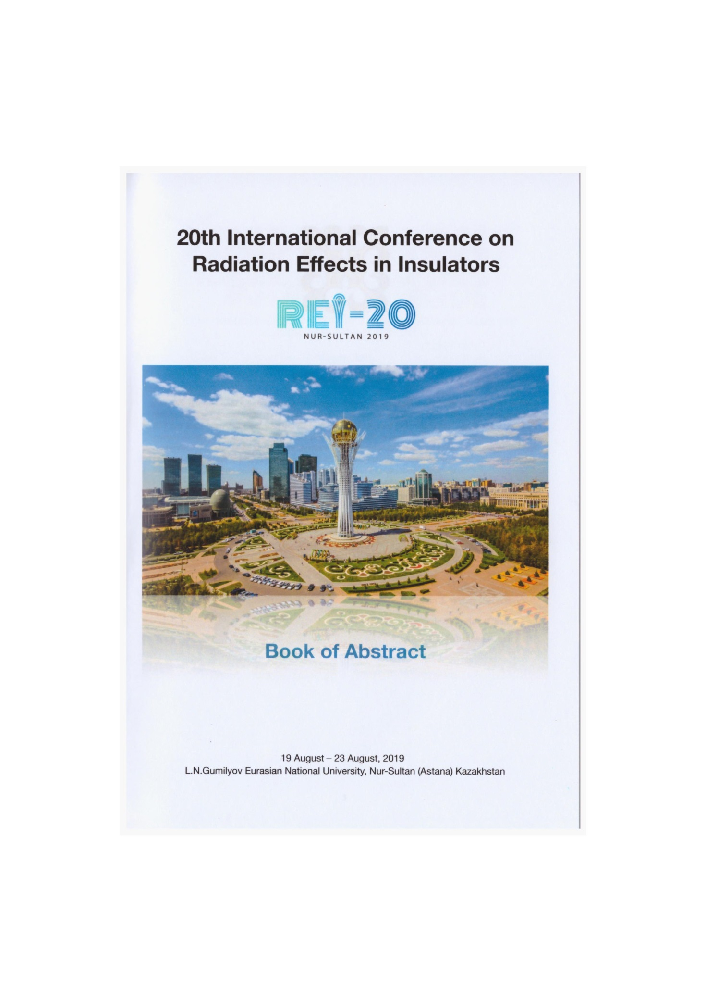 20th International Conference on
Radiation Effects in Insulators
REI-20
NUR-SULTAN 2019
Book of Abstract
19 August – 23 August, 2019
L.N.Gumilyov Eurasian National University, Nur-Sultan (Astana) Kazakhstan